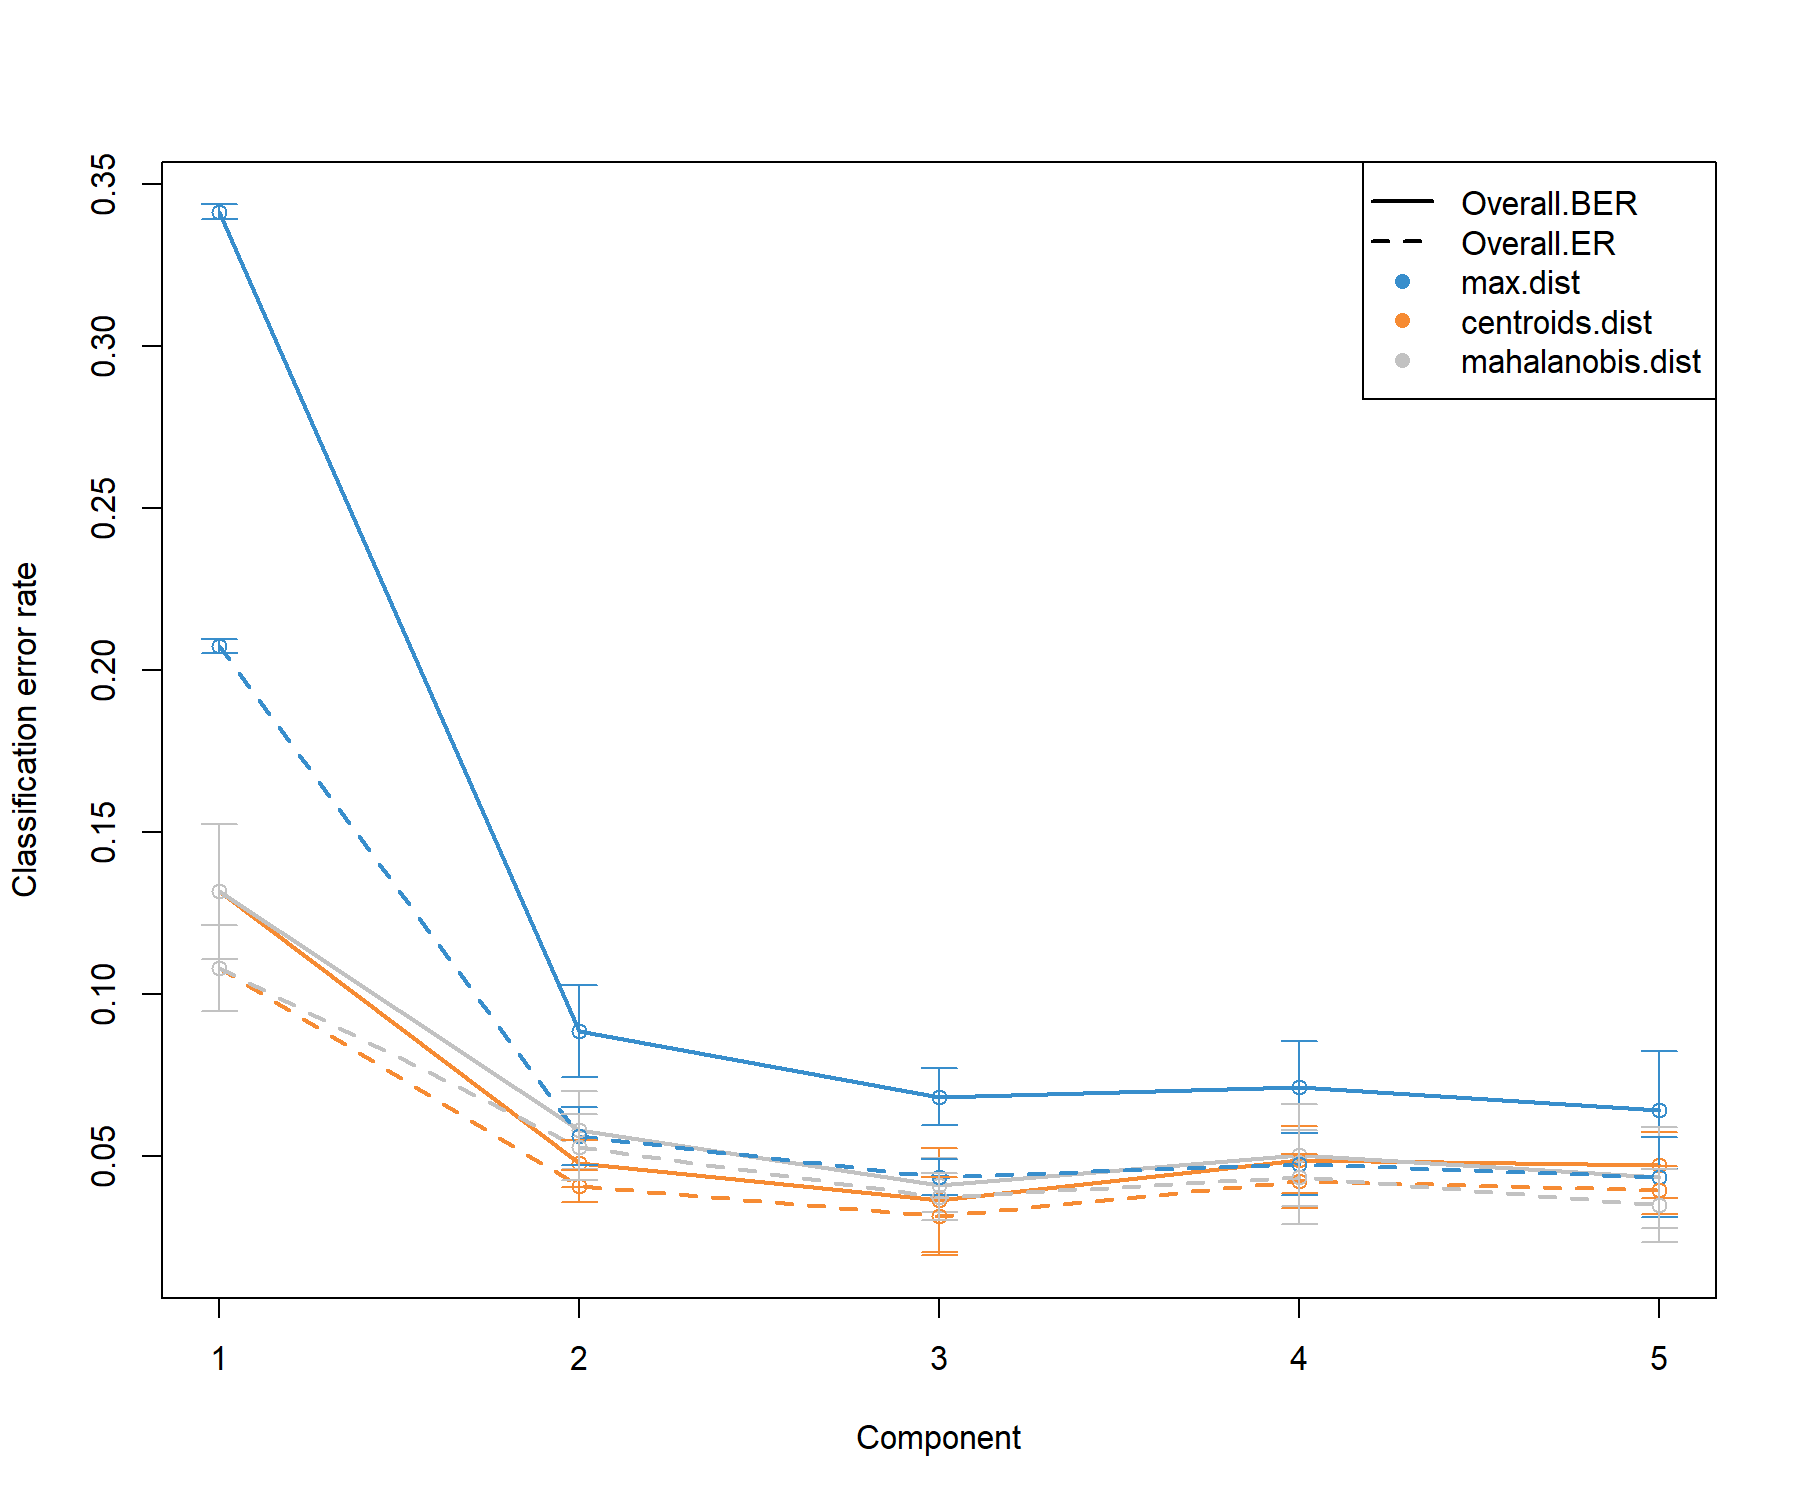 0.35
0.30
0.25
0.20
0.15
0.10
0.05
Classification error rate
Overall.BER
Overall.ER
max.dist
centroids.dist
mahalanobis.dist
1 2 3 4 5
Component